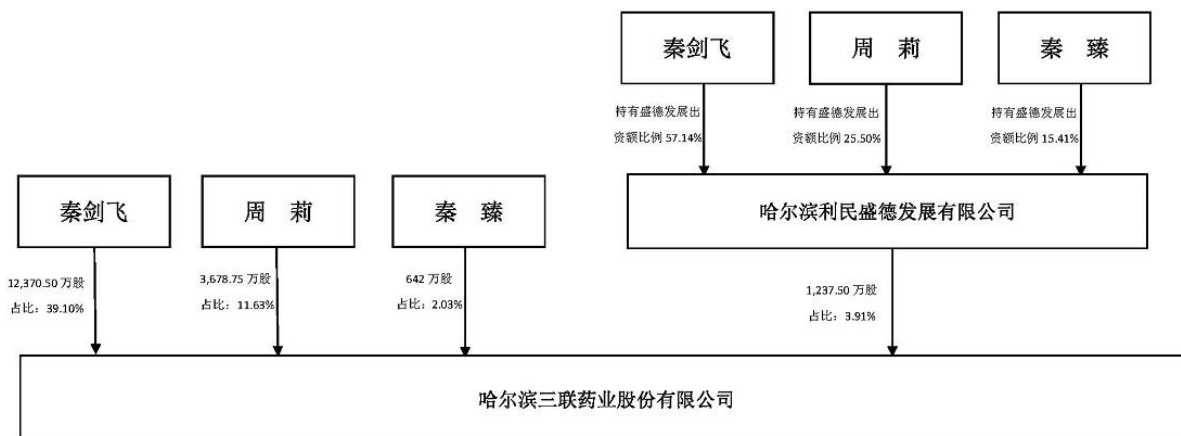 秦剑飞
周 莉
秦 臻
持有盛德发展出
资额比例 57.14%
持有盛德发展出
资额比例 25.50%
持有盛德发展出
资额比例 15.41%
秦剑飞
周 莉
秦 臻
哈尔滨利民盛德发展有限公司
12,370.50 万股
占比：39.10%
3,678.75 万股
占比：11.63%
642 万股
占比：2.03%
1,237.50 万股
占比：3.91%
哈尔滨三联药业股份有限公司